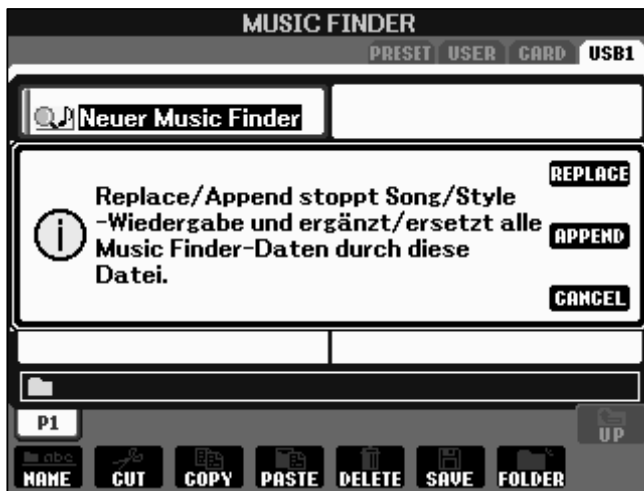 MUSIC FINDER
PRESET USER CARD USB1
Neuer Music Finder
REPLACE
Replace/Append stoppt Song/Style
-Wiedergabe und ergänzt/ersetzt alle
APPEND
Music Finder-Daten durch diese
Datei.
CANCEL
P1
UP
abc
NAME CUT COPY PASTE DELETE SAVE FOLDER